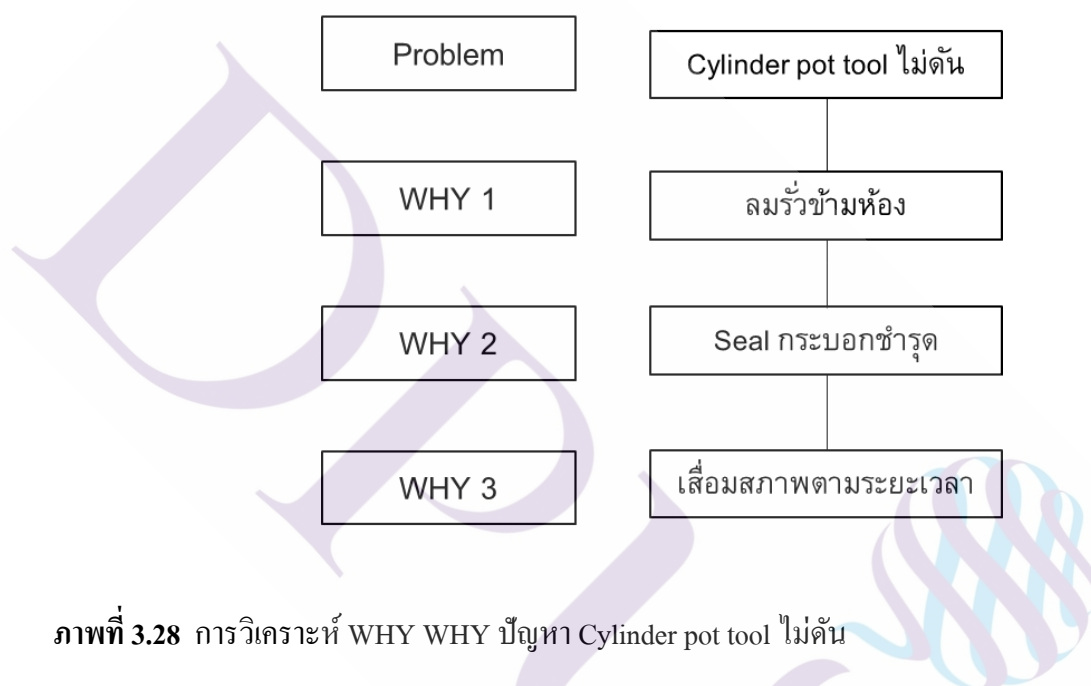 Problem
Cylinder pot tool ไม่ดัน
WHY 1
ลมรั่วข้ามห้อง
WHY 2
Seal กระบอกชำรุด
WHY 3
เสื่อมสภาพตามระยะเวลา
ภาพที่ 3.28 การวิเคราะห์ WHY WHY ปัญหา Cylinder pot tool ไม่ดัน